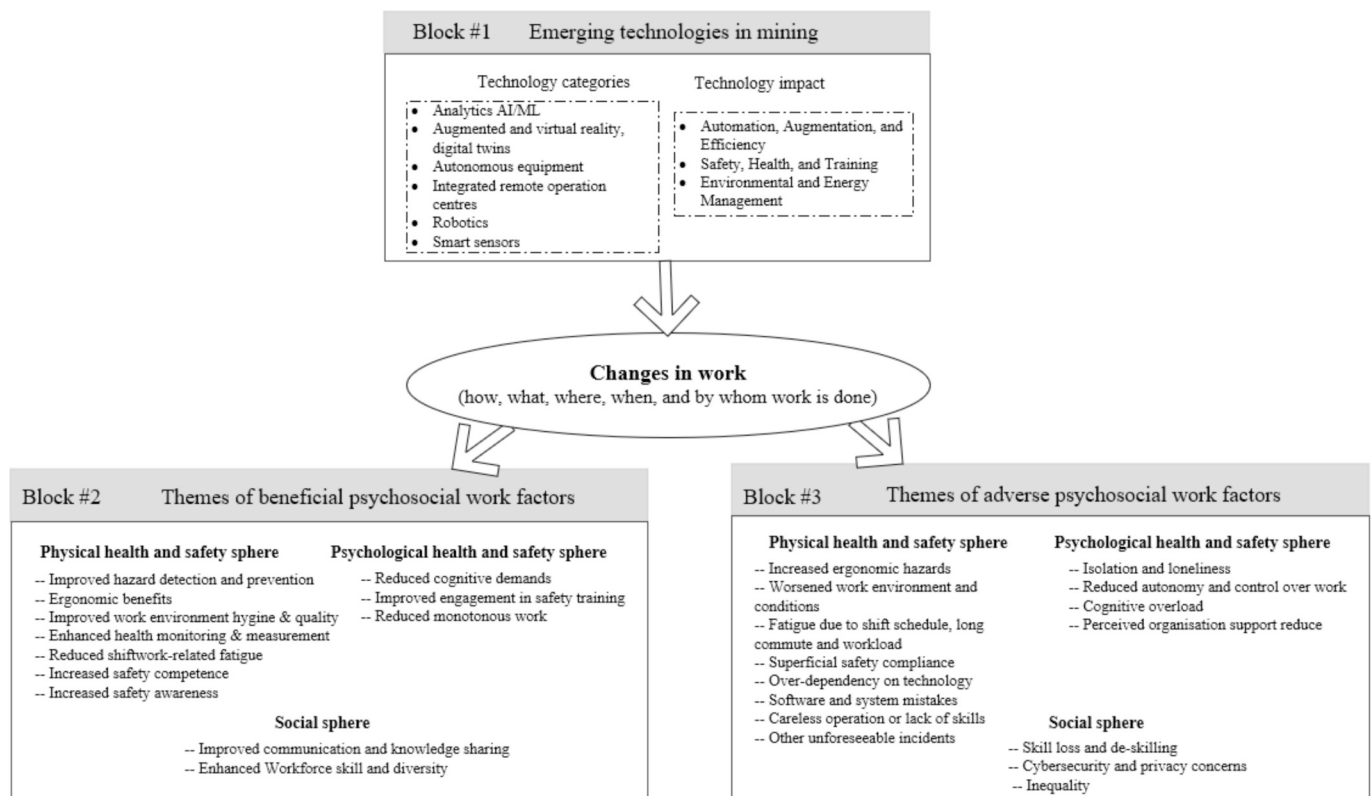 Block #1 Emerging technologies in mining
Technology categories
• Analytics AI/ML
• Augmented and virtual reality,
digital twins
• Autonomous equipment
• Integrated remote operation
centres
• Robotics
• Smart sensors
Technology impact
• Automation, Augmentation, and
Efficiency
• Safety, Health, and Training
• Environmental and Energy
Management
Changes in work
(how, what, where, when, and by whom work is done)
Block #2 Themes of beneficial psychosocial work factors
Physical health and safety sphere
-- Improved hazard detection and prevention
-- Ergonomic benefits
-- Improved work environment hygine & quality
-- Enhanced health monitoring & measurement
-- Reduced shiftwork-related fatigue
-- Increased safety competence
-- Increased safety awareness
Psychological health and safety sphere
-- Reduced cognitive demands
-- Improved engagement in safety training
-- Reduced monotonous work
Social sphere
-- Improved communication and knowledge sharing
-- Enhanced Workforce skill and diversity
Block #3 Themes of adverse psychosocial work factors
Physical health and safety sphere
-- Increased ergonomic hazards
-- Worsened work environment and
conditions
-- Fatigue due to shift schedule, long
commute and workload
-- Superficial safety compliance
-- Over-dependency on technology
-- Software and system mistakes
-- Careless operation or lack of skills
-- Other unforeseeable incidents
Psychological health and safety sphere
-- Isolation and loneliness
-- Reduced autonomy and control over work
-- Cognitive overload
-- Perceived organisation support reduce
Social sphere
-- Skill loss and de-skilling
-- Cybersecurity and privacy concerns
-- Inequality